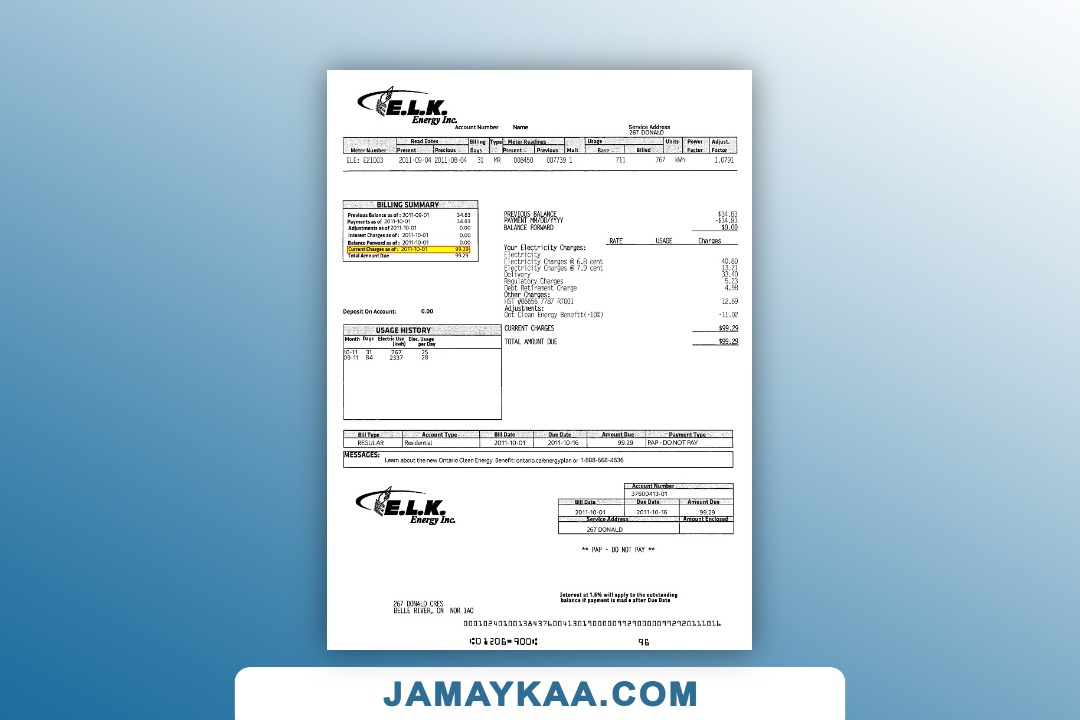 E.L.K.
Energy Inc.
Account Number Name Service Address
267 DONALD
Read Dates Billing Type Meter Readings Usage Units Power Adjust.
Meter Number Present Previous Days Present Previous Mult Base Billed Factor Factor
ELE: E21003 2011-09-04 2011-08-04 31 MR 008450 007739 1 711 767 kWh 1.0791
BILLING SUMMARY
Previous Balance as of: 2011-09-01 34.83
Payments as of 2011-10-01 34.83
Adjustments as of 2011-10-01 0.00
Interest Charges as of: 2011-10-01 0.00
Balance Forward as of: 2011-10-01 0.00
Current Charges as of: 2011-10-01 99.29
Total Amount Due 99.29
Deposit On Account: 0.00
PREVIOUS BALANCE $34.83
PAYMENT MM/DD/YYYY -$34.83
BALANCE FORWARD $0.00
RATE USAGE Charges
Your Electricity Charges:
Electricity
Electricity Charges @ 6.8 cent 40.80
Electricity Charges @ 7.9 cent 13.21
Delivery 33.40
Regulatory Charges 5.23
Debt Retirement Charge 4.98
Other Charges:
HST #86656 7787 RT001 12.69
Adjustments:
Ont Clean Energy Benefit(-10%) -11.02
CURRENT CHARGES $99.29
TOTAL AMOUNT DUE $99.29
USAGE HISTORY
Month Days Electric Use Elec. Usage
(kwh) per Day
10-11 31 767 25
09-11 84 2337 28
Bill Type Account Type Bill Date Due Date Amount Due Payment Type
REGULAR Residential 2011-10-01 2011-10-16 99.29 PAP - DO NOT PAY
MESSAGES:
Learn about the new Ontario Clean Energy Benefit: ontario.ca/energyplan or 1-888-668-4636
E.L.K.
Energy Inc.
Account Number
37600413-01
Bill Date Due Date Amount Due
2011-10-01 2011-10-16 99.29
Service Address Amount Enclosed
267 DONALD
** PAP - DO NOT PAY **
Interest at 1.5% will apply to the outstanding
balance if payment is made after Due Date
267 DONALD CRES
BELLE RIVER, ON N0R 1A0
96
JAMAYKAA.COM